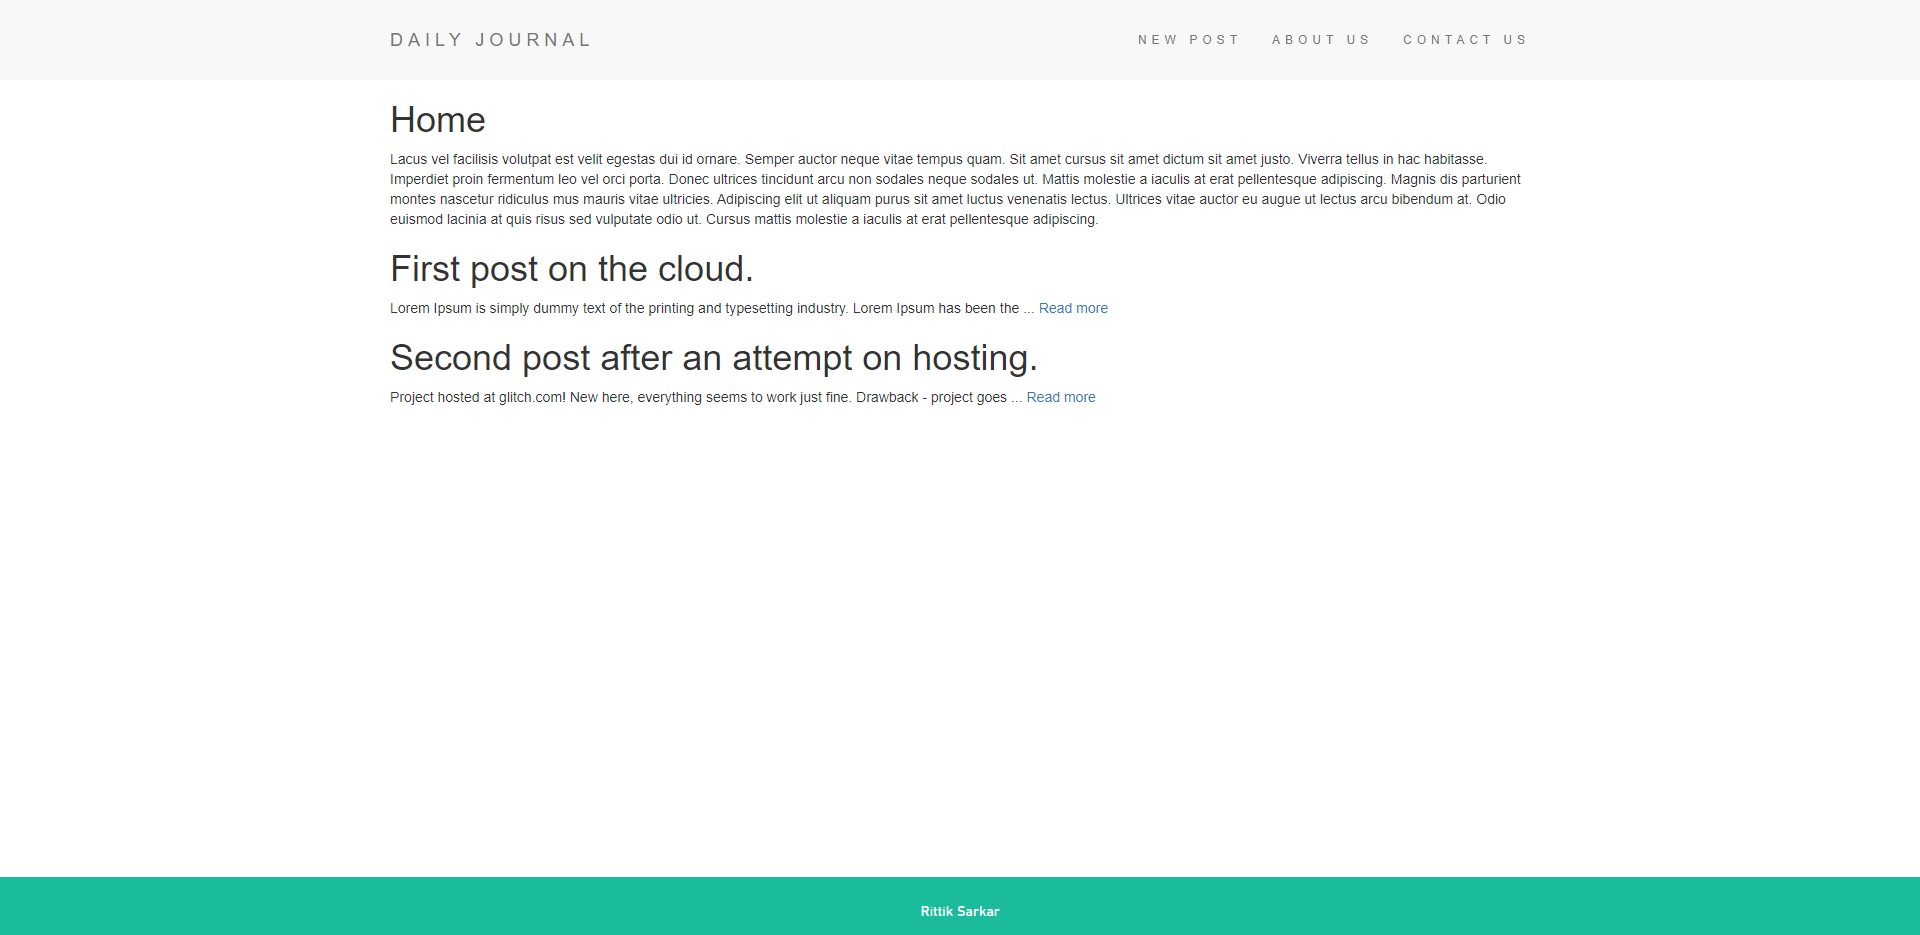 DAILY JOURNAL
NEW POST ABOUT US CONTACT US
Home
Lacus vel facilisis volutpat est velit egestas dui id ornare. Semper auctor neque vitae tempus quam. Sit amet cursus sit amet dictum sit amet justo. Viverra tellus in hac habitasse.
Imperdiet proin fermentum leo vel orci porta. Donec ultrices tincidunt arcu non sodales neque sodales ut. Mattis molestie a iaculis at erat pellentesque adipiscing. Magnis dis parturient
montes nascetur ridiculus mus mauris vitae ultricies. Adipiscing elit ut aliquam purus sit amet luctus venenatis lectus. Ultrices vitae auctor eu augue ut lectus arcu bibendum at. Odio
euismod lacinia at quis risus sed vulputate odio ut. Cursus mattis molestie a iaculis at erat pellentesque adipiscing.
First post on the cloud.
Lorem Ipsum is simply dummy text of the printing and typesetting industry. Lorem Ipsum has been the ... Read more
Second post after an attempt on hosting.
Project hosted at glitch.com! New here, everything seems to work just fine. Drawback - project goes ... Read more
Rittik Sarkar